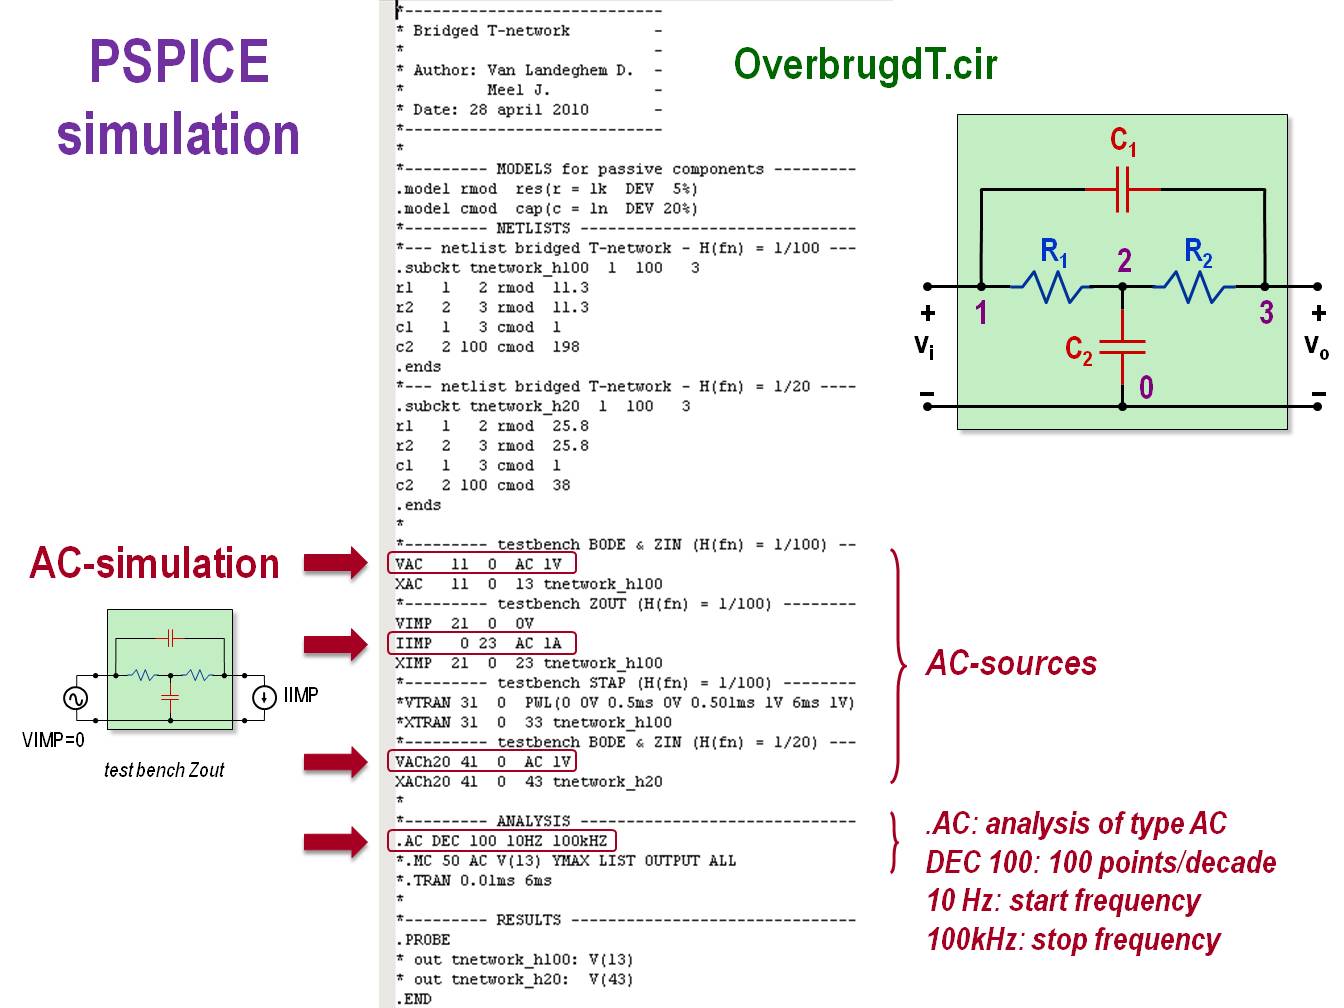 PSPICE
simulation
OverbrugdT.cir
*----------------------------
* Bridged T-network         -
*                           -
* Author: Van Landeghem D.  -
*         Meel J.           -
* Date: 28 april 2010       -
*----------------------------
*
*--------- MODELS for passive components ---------
.model rmod  res(r = 1k  DEV  5%)
.model cmod  cap(c = 1n  DEV 20%)
*--------- NETLISTS ------------------------------
*--- netlist bridged T-network - H(fn) = 1/100 ---
.subckt tnetwork_h100  1  100   3
r1   1   2 rmod  11.3
r2   2   3 rmod  11.3
c1   1   3 cmod  1
c2   2 100 cmod  198
.ends
*--- netlist bridged T-network - H(fn) = 1/20 ----
.subckt tnetwork_h20  1  100   3
r1   1   2 rmod  25.8
r2   2   3 rmod  25.8
c1   1   3 cmod  1
c2   2 100 cmod  38
.ends
*
*--------- testbench BODE & ZIN (H(fn) = 1/100) --
VAC   11  0  AC 1V
XAC   11  0  13 tnetwork_h100
*--------- testbench ZOUT (H(fn) = 1/100) --------
VIMP  21  0  0V
IIMP   0 23  AC 1A
XIMP  21  0  23 tnetwork_h100
*--------- testbench STAP (H(fn) = 1/100) --------
*VTRAN 31  0  PWL(0 0V 0.5ms 0V 0.501ms 1V 6ms 1V)
*XTRAN 31  0  33 tnetwork_h100
*--------- testbench BODE & ZIN (H(fn) = 1/20) ---
VACh20 41  0  AC 1V
XACh20 41  0  43 tnetwork_h20
*
*--------- ANALYSIS ------------------------------
.AC DEC 100 10HZ 100kHZ
*.MC 50 AC V(13) YMAX LIST OUTPUT ALL
*.TRAN 0.01ms 6ms
*
*--------- RESULTS -------------------------------
.PROBE
* out tnetwork_h100: V(13)
* out tnetwork_h20:  V(43)
.END
C1
R1
2
R2
+
1
3
+
vi
C2
vo
0
–
–
AC-simulation
IIMP
VIMP=0
test bench Zout
AC-sources
.AC: analysis of type AC
DEC 100: 100 points/decade
10 Hz: start frequency
100kHz: stop frequency